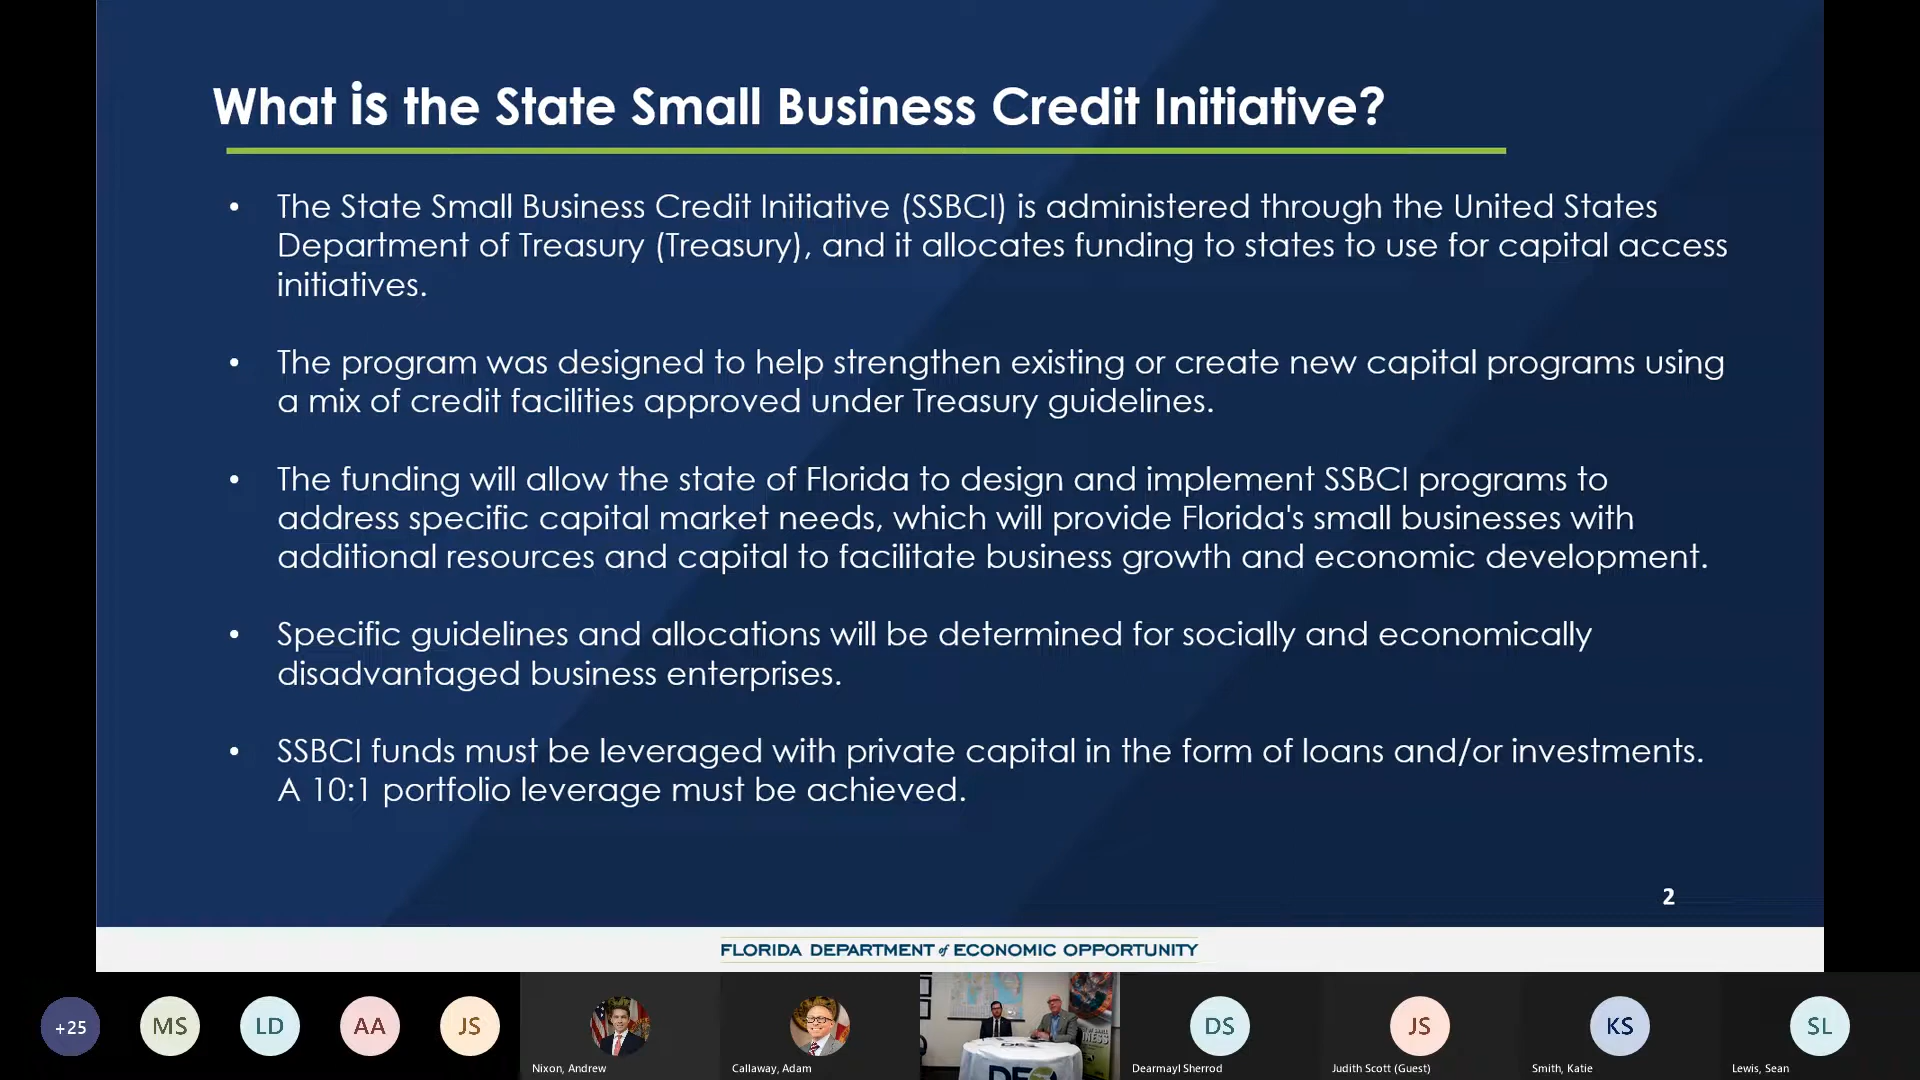 What is the State Small Business Credit Initiative?
• The State Small Business Credit Initiative (SSBCI) is administered through the United States
Department of Treasury (Treasury), and it allocates funding to states to use for capital access
initiatives.
• The program was designed to help strengthen existing or create new capital programs using
a mix of credit facilities approved under Treasury guidelines.
• The funding will allow the state of Florida to design and implement SSBCI programs to
address specific capital market needs, which will provide Florida's small businesses with
additional resources and capital to facilitate business growth and economic development.
• Specific guidelines and allocations will be determined for socially and economically
disadvantaged business enterprises.
• SSBCI funds must be leveraged with private capital in the form of loans and/or investments.
A 10:1 portfolio leverage must be achieved.
2
FLORIDA DEPARTMENT of ECONOMIC OPPORTUNITY
+25 MS LD AA JS DS JS KS SL
Nixon, Andrew Callaway, Adam Dearmayl Sherrod Judith Scott (Guest) Smith, Katie Lewis, Sean